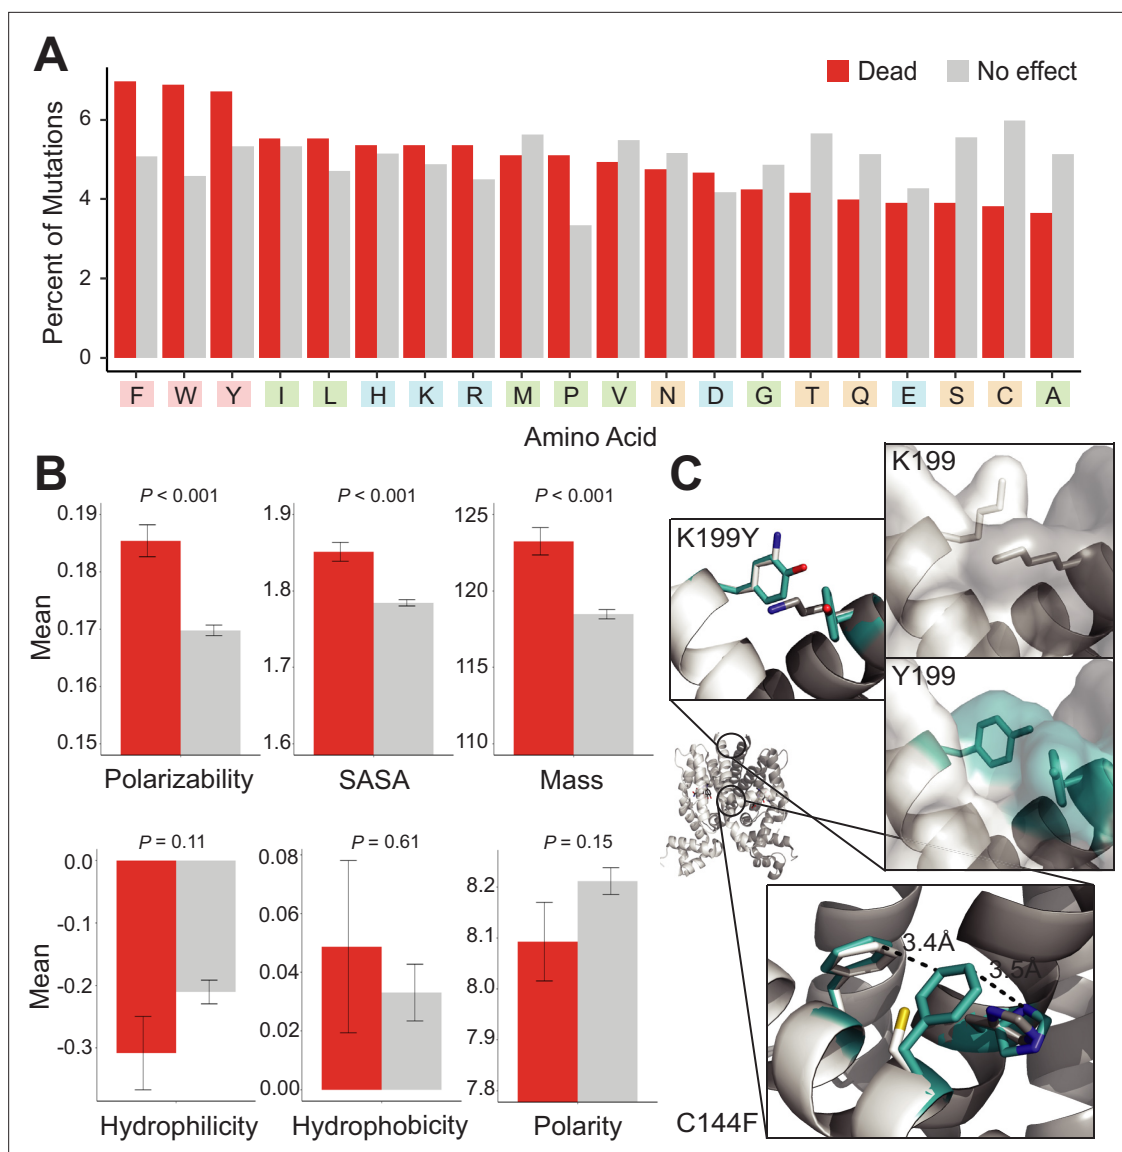 A
Dead
No effect
Percent of Mutations
6
4
2
0
F W Y I L H K R M P V N D G T Q E S C A
Amino Acid
B
P < 0.001
P < 0.001
P < 0.001
Mean
0.19
0.18
0.17
0.16
0.15
1.9
1.8
1.7
1.6
125
120
115
110
Polarizability
SASA
Mass
P = 0.11
P = 0.61
P = 0.15
Mean
0.0
-0.1
-0.2
-0.3
0.08
0.06
0.04
0.02
0.00
8.2
8.1
8.0
7.9
7.8
Hydrophilicity
Hydrophobicity
Polarity
C
K199Y
K199
Y199
3.4Å
3.5Å
C144F